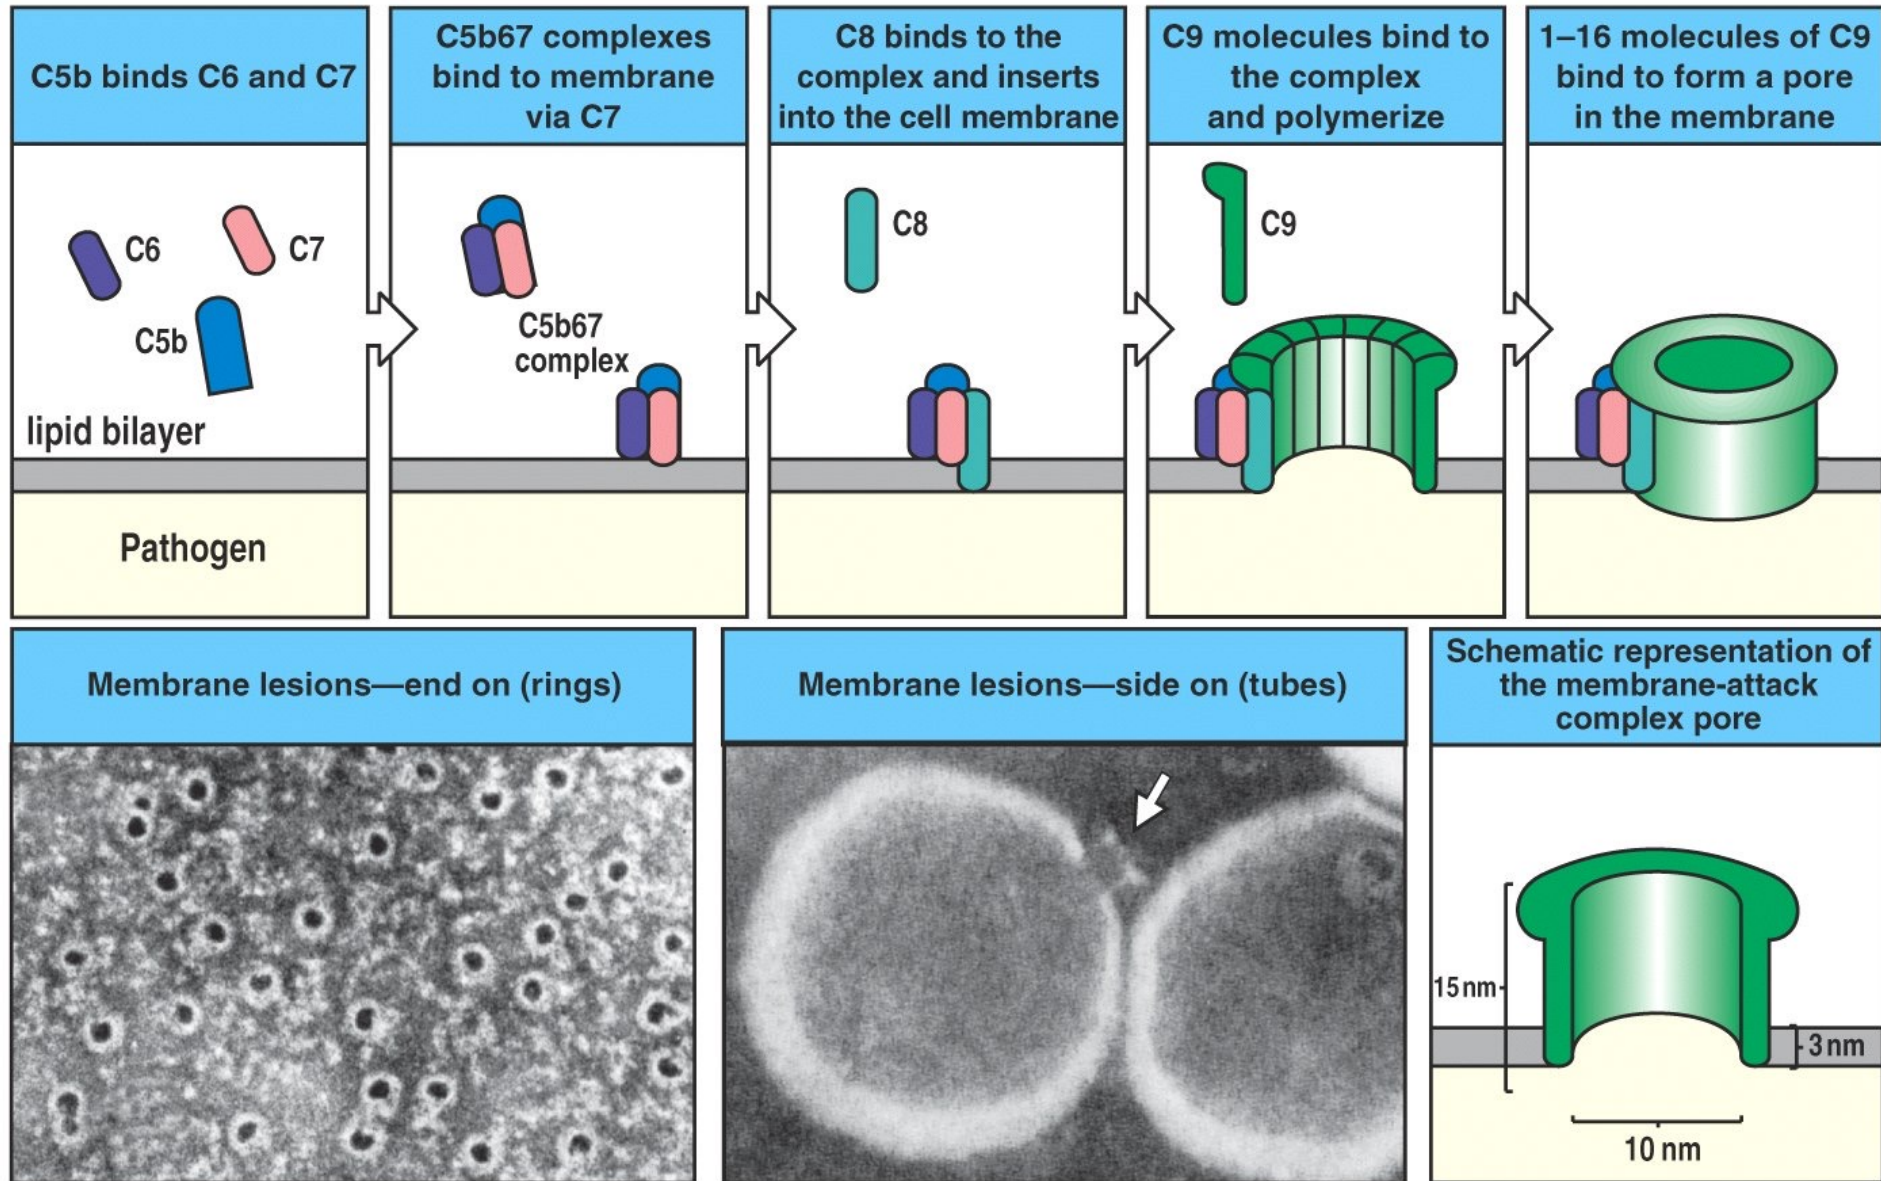 C5b binds C6 and C7
C5b67 complexes
bind to membrane
via C7
C8 binds to the
complex and inserts
into the cell membrane
C9 molecules bind to
the complex
and polymerize
1–16 molecules of C9
bind to form a pore
in the membrane
C6
C7
C5b
lipid bilayer
Pathogen
C5b67
complex
C8
C9
Membrane lesions—end on (rings)
Membrane lesions—side on (tubes)
Schematic representation of
the membrane-attack
complex pore
15 nm
3 nm
10 nm